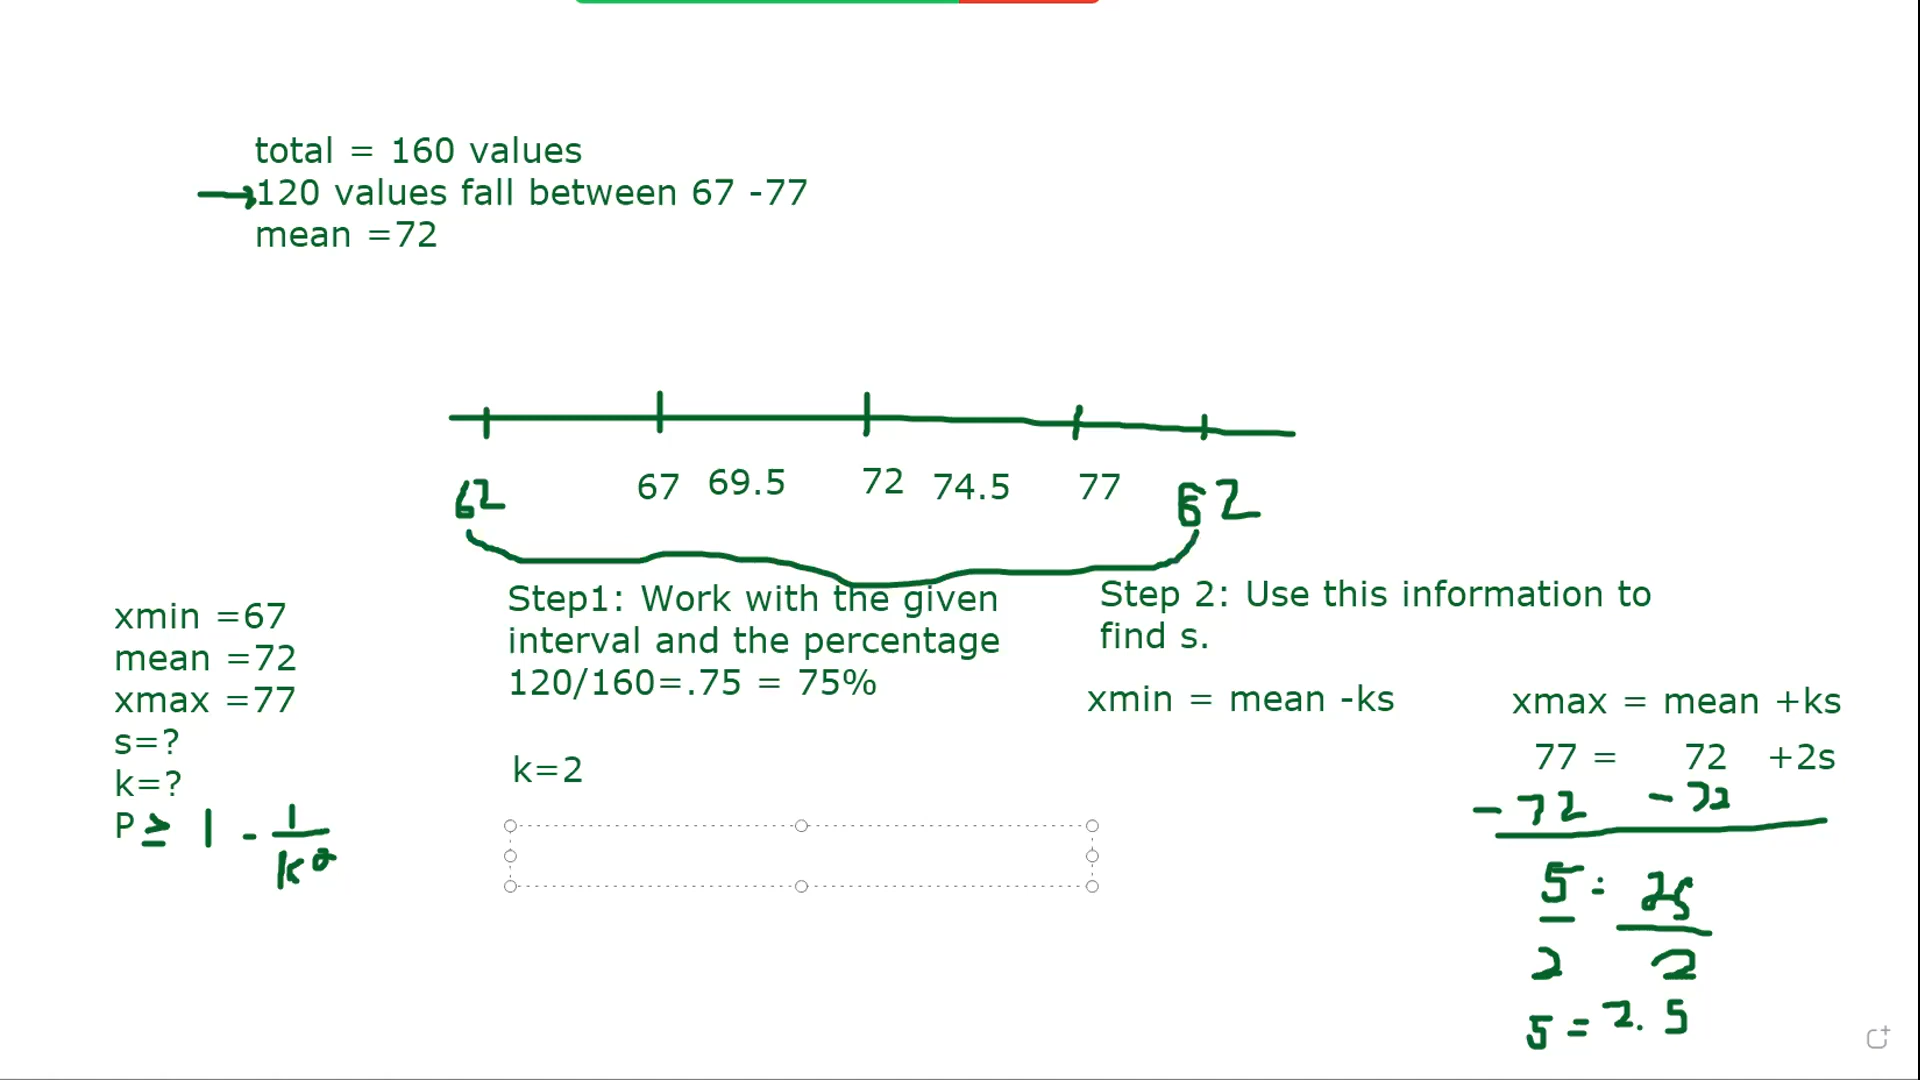 total = 160 values
120 values fall between 67 -77
mean =72
62 67 69.5 72 74.5 77 62
xmin =67
mean =72
xmax =77
s=?
k=?
P ≥ 1 - 1/k²
Step1: Work with the given
interval and the percentage
120/160=.75 = 75%
k=2
Step 2: Use this information to
find s.
xmin = mean -ks
xmax = mean +ks
77 = 72 +2s
-72 -72
5 = 2s
2 2
s = 2.5